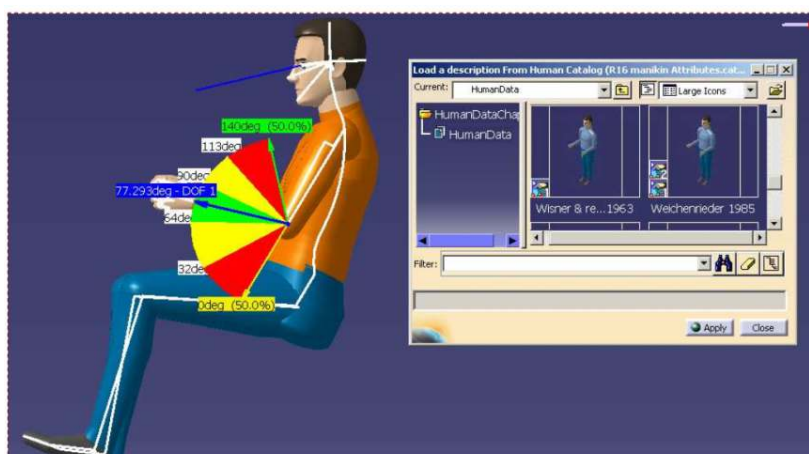 Load a description From Human Catalog (R16 manikin Attributes.cat...
Current: HumanData
Large Icons
HumanDataChap
HumanData
Wisner & re...1963
Weichenrieder 1985
Filter:
Apply
Close
140deg (50.0%)
113deg
90deg
77.293deg - DOF 1
64deg
32deg
0deg (50.0%)